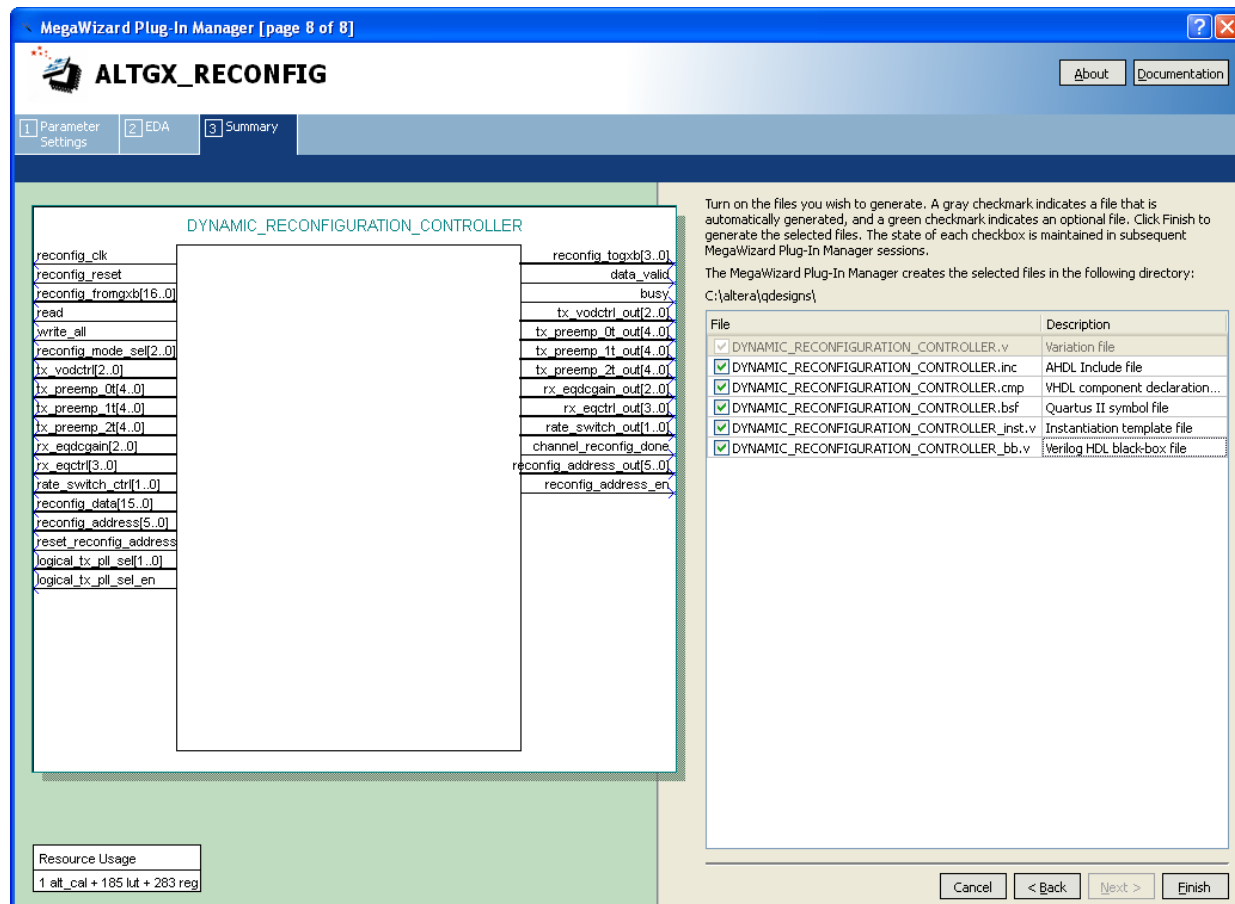 MegaWizard Plug-In Manager [page 8 of 8]
ALTGX_RECONFIG
About
Documentation
1 Parameter Settings
2 EDA
3 Summary
DYNAMIC_RECONFIGURATION_CONTROLLER
reconfig_clk
reconfig_reset
reconfig_fromgxb[16..0]
read
write_all
reconfig_mode_sel[2..0]
tx_vodctrl[2..0]
tx_preemp_0t[4..0]
tx_preemp_1t[4..0]
tx_preemp_2t[4..0]
rx_eqdcgain[2..0]
rx_eqctrl[3..0]
rate_switch_ctrl[1..0]
reconfig_data[15..0]
reconfig_address[5..0]
reset_reconfig_address
logical_tx_pll_sel[1..0]
logical_tx_pll_sel_en
reconfig_togxb[3..0]
data_valid
busy
tx_vodctrl_out[2..0]
tx_preemp_0t_out[4..0]
tx_preemp_1t_out[4..0]
tx_preemp_2t_out[4..0]
rx_eqdcgain_out[2..0]
rx_eqctrl_out[3..0]
rate_switch_out[1..0]
channel_reconfig_done
reconfig_address_out[5..0]
reconfig_address_en
Resource Usage
1 alt_cal + 185 lut + 283 reg
Turn on the files you wish to generate. A gray checkmark indicates a file that is
automatically generated, and a green checkmark indicates an optional file. Click Finish to
generate the selected files. The state of each checkbox is maintained in subsequent
MegaWizard Plug-In Manager sessions.
The MegaWizard Plug-In Manager creates the selected files in the following directory:
C:\altera\qdesigns\
File Description
DYNAMIC_RECONFIGURATION_CONTROLLER.v Variation file
DYNAMIC_RECONFIGURATION_CONTROLLER.inc AHDL Include file
DYNAMIC_RECONFIGURATION_CONTROLLER.cmp VHDL component declaration...
DYNAMIC_RECONFIGURATION_CONTROLLER.bsf Quartus II symbol file
DYNAMIC_RECONFIGURATION_CONTROLLER_inst.v Instantiation template file
DYNAMIC_RECONFIGURATION_CONTROLLER_bb.v Verilog HDL black-box file
Cancel
< Back
Next >
Finish